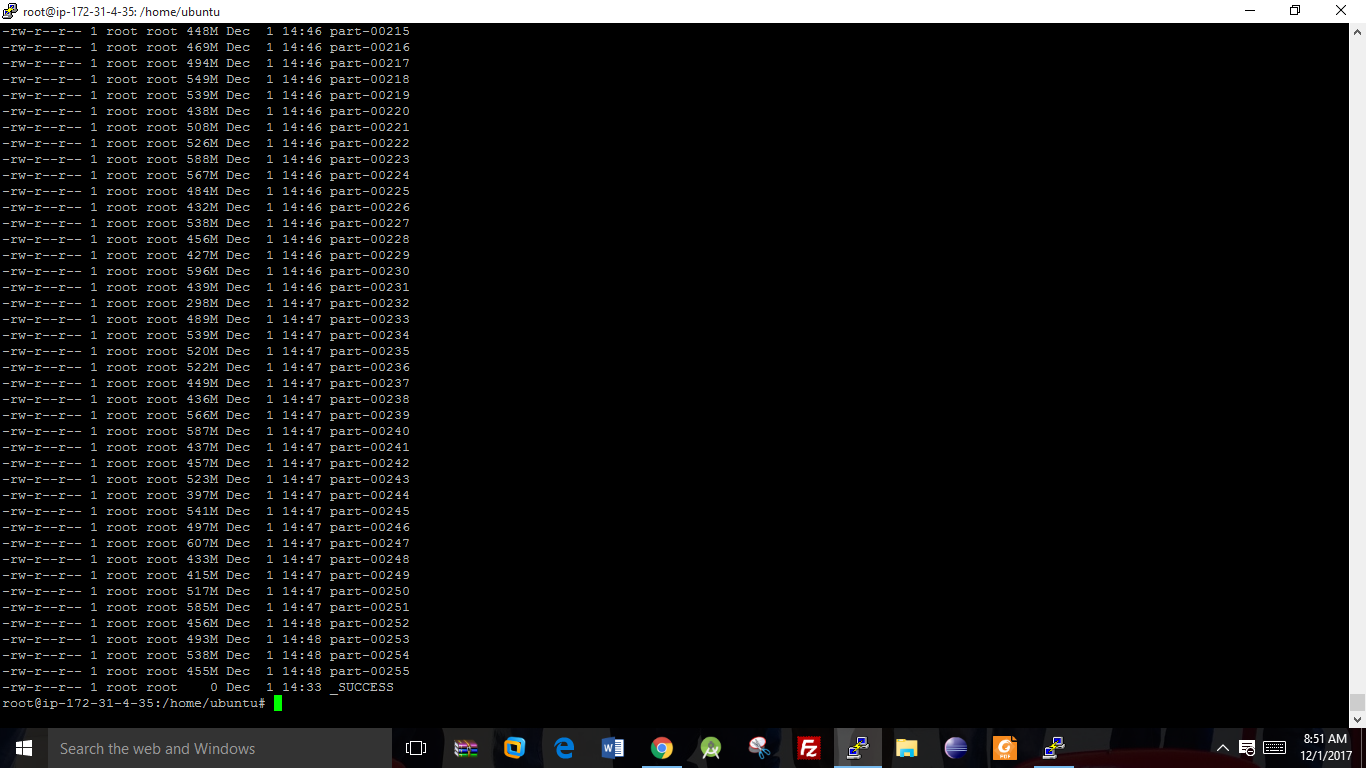 root@ip-172-31-4-35: /home/ubuntu
-rw-r--r-- 1 root root 448M Dec  1 14:46 part-00215
-rw-r--r-- 1 root root 469M Dec  1 14:46 part-00216
-rw-r--r-- 1 root root 494M Dec  1 14:46 part-00217
-rw-r--r-- 1 root root 549M Dec  1 14:46 part-00218
-rw-r--r-- 1 root root 539M Dec  1 14:46 part-00219
-rw-r--r-- 1 root root 438M Dec  1 14:46 part-00220
-rw-r--r-- 1 root root 508M Dec  1 14:46 part-00221
-rw-r--r-- 1 root root 526M Dec  1 14:46 part-00222
-rw-r--r-- 1 root root 588M Dec  1 14:46 part-00223
-rw-r--r-- 1 root root 567M Dec  1 14:46 part-00224
-rw-r--r-- 1 root root 484M Dec  1 14:46 part-00225
-rw-r--r-- 1 root root 432M Dec  1 14:46 part-00226
-rw-r--r-- 1 root root 538M Dec  1 14:46 part-00227
-rw-r--r-- 1 root root 456M Dec  1 14:46 part-00228
-rw-r--r-- 1 root root 427M Dec  1 14:46 part-00229
-rw-r--r-- 1 root root 596M Dec  1 14:46 part-00230
-rw-r--r-- 1 root root 439M Dec  1 14:46 part-00231
-rw-r--r-- 1 root root 298M Dec  1 14:47 part-00232
-rw-r--r-- 1 root root 489M Dec  1 14:47 part-00233
-rw-r--r-- 1 root root 539M Dec  1 14:47 part-00234
-rw-r--r-- 1 root root 520M Dec  1 14:47 part-00235
-rw-r--r-- 1 root root 522M Dec  1 14:47 part-00236
-rw-r--r-- 1 root root 449M Dec  1 14:47 part-00237
-rw-r--r-- 1 root root 436M Dec  1 14:47 part-00238
-rw-r--r-- 1 root root 566M Dec  1 14:47 part-00239
-rw-r--r-- 1 root root 587M Dec  1 14:47 part-00240
-rw-r--r-- 1 root root 437M Dec  1 14:47 part-00241
-rw-r--r-- 1 root root 457M Dec  1 14:47 part-00242
-rw-r--r-- 1 root root 523M Dec  1 14:47 part-00243
-rw-r--r-- 1 root root 397M Dec  1 14:47 part-00244
-rw-r--r-- 1 root root 541M Dec  1 14:47 part-00245
-rw-r--r-- 1 root root 497M Dec  1 14:47 part-00246
-rw-r--r-- 1 root root 607M Dec  1 14:47 part-00247
-rw-r--r-- 1 root root 433M Dec  1 14:47 part-00248
-rw-r--r-- 1 root root 415M Dec  1 14:47 part-00249
-rw-r--r-- 1 root root 517M Dec  1 14:47 part-00250
-rw-r--r-- 1 root root 585M Dec  1 14:47 part-00251
-rw-r--r-- 1 root root 456M Dec  1 14:48 part-00252
-rw-r--r-- 1 root root 493M Dec  1 14:48 part-00253
-rw-r--r-- 1 root root 538M Dec  1 14:48 part-00254
-rw-r--r-- 1 root root 455M Dec  1 14:48 part-00255
-rw-r--r-- 1 root root    0 Dec  1 14:33 _SUCCESS
root@ip-172-31-4-35:/home/ubuntu#
Search the web and Windows
8:51 AM
12/1/2017